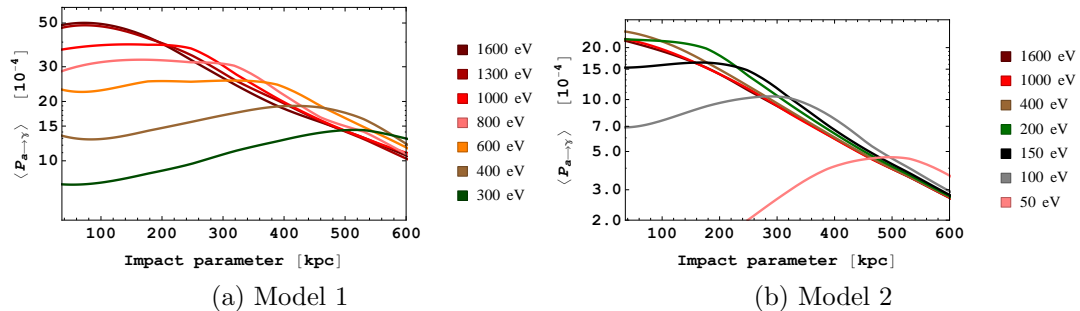 50
30
20
15
10
⟨P_{a→γ}⟩ [10^{-4}]
100 200 300 400 500 600
Impact parameter [kpc]
1600 eV
1300 eV
1000 eV
800 eV
600 eV
400 eV
300 eV
(a) Model 1
20.0
15.0
10.0
7.0
5.0
3.0
2.0
⟨P_{a→γ}⟩ [10^{-4}]
100 200 300 400 500 600
Impact parameter [kpc]
1600 eV
1000 eV
400 eV
200 eV
150 eV
100 eV
50 eV
(b) Model 2